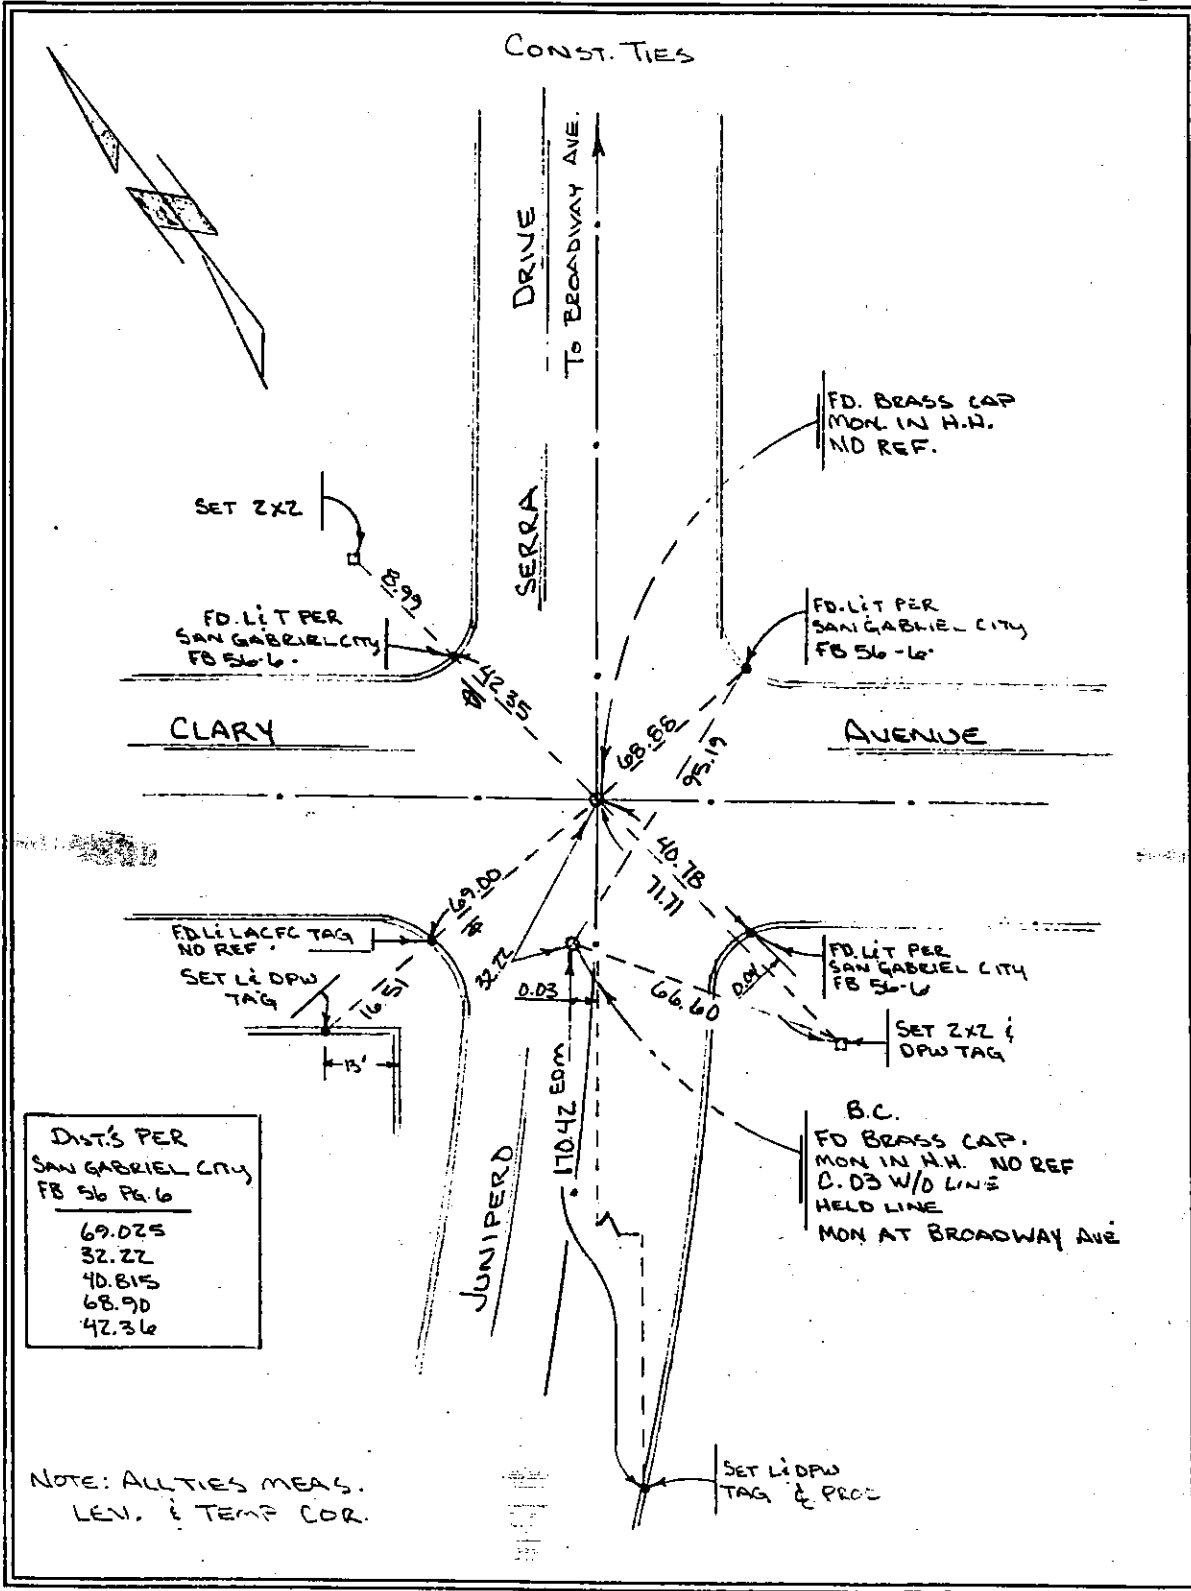 CONST. TIES
DRIVE
TO BROADWAY AVE.
SERRA
FD. BRASS CAP
MON. IN H.H.
NO REF.
SET 2X2
8.99
FD. L&T PER
SAN GABRIEL CITY
FB 56-6.
42.35
FD. L&T PER
SAN GABRIEL CITY
FB 56-6.
68.88
95.19
CLARY
AVENUE
40.78
71.71
69.00
FD. L& LACFC TAG
NO REF.
SET L& DPW
TAG
16.51
13'
32.22
0.03
66.60
0.04
FD. L&T PER
SAN GABRIEL CITY
FB 56-6
SET 2X2 &
DPW TAG
170.42 EDM
JUNIPERO
B.C.
FD BRASS CAP.
MON IN H.H. NO REF
0.03 W/O LINE
HELD LINE
MON AT BROADWAY AVE
DIST.'S PER
SAN GABRIEL CITY
FB 56 PG. 6
69.025
32.22
40.815
68.90
42.36
SET L& DPW
TAG &
NOTE: ALL TIES MEAS.
LEV. & TEMP COR.